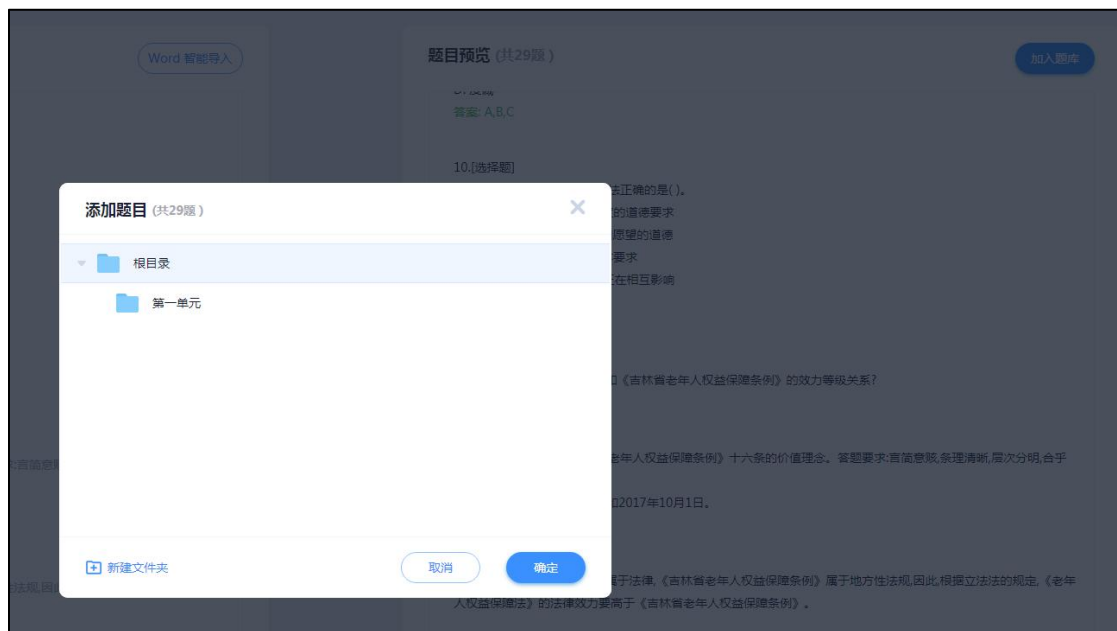 Word 智能导入
题目预览 (共29题)
加入题库
答案: A,B,C
10.[选择题]
添加题目 (共29题)
法正确的是( )。
的道德要求
愿望的道德
要求
在相互影响
根目录
第一单元
《吉林省老年人权益保障条例》的效力等级关系?
老年人权益保障条例》十六条的价值理念。答题要求:言简意赅,条理清晰,层次分明,合乎
2017年10月1日。
新建文件夹
取消
确定
属于法律,《吉林省老年人权益保障条例》属于地方性法规,因此,根据立法法的规定,《老年
人权益保障法》的法律效力要高于《吉林省老年人权益保障条例》。